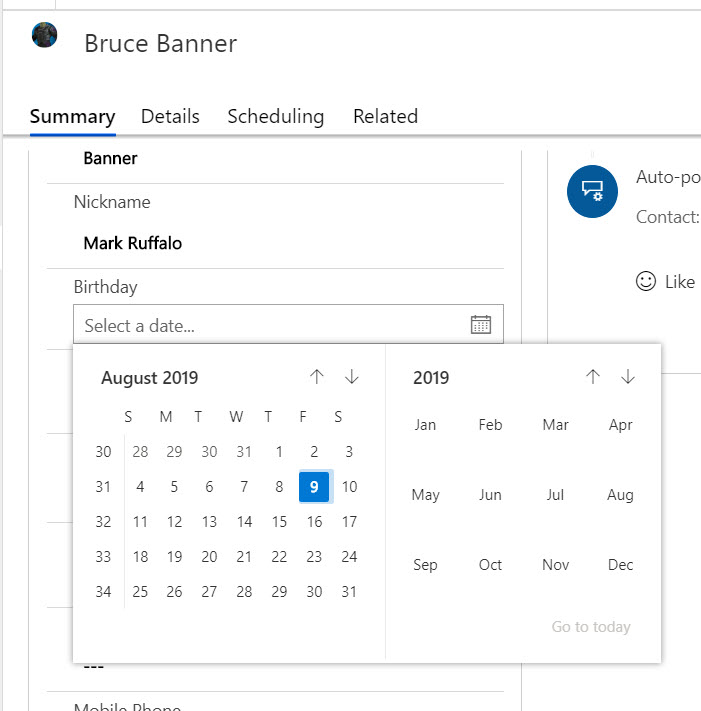 Bruce Banner
Summary Details Scheduling Related
Banner
Nickname
Mark Ruffalo
Birthday
Select a date...
August 2019
S M T W T F S
30 28 29 30 31 1 2 3
31 4 5 6 7 8 9 10
32 11 12 13 14 15 16 17
33 18 19 20 21 22 23 24
34 25 26 27 28 29 30 31
2019
Jan Feb Mar Apr
May Jun Jul Aug
Sep Oct Nov Dec
Go to today
---
Mobile Phone
Auto-po
Contact:
Like